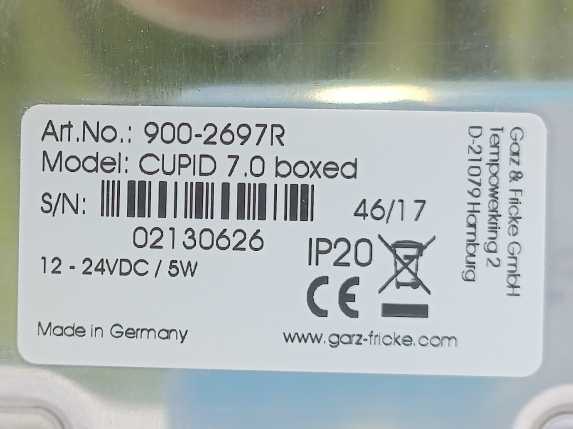 Art.No.: 900-2697R
Model: CUPID 7.0 boxed
S/N:
46/17
02130626
12 - 24VDC / 5W
IP20
CE
Made in Germany
www.garz-fricke.com
Garz & Fricke GmbH
Tempowerkring 2
D-21079 Hamburg